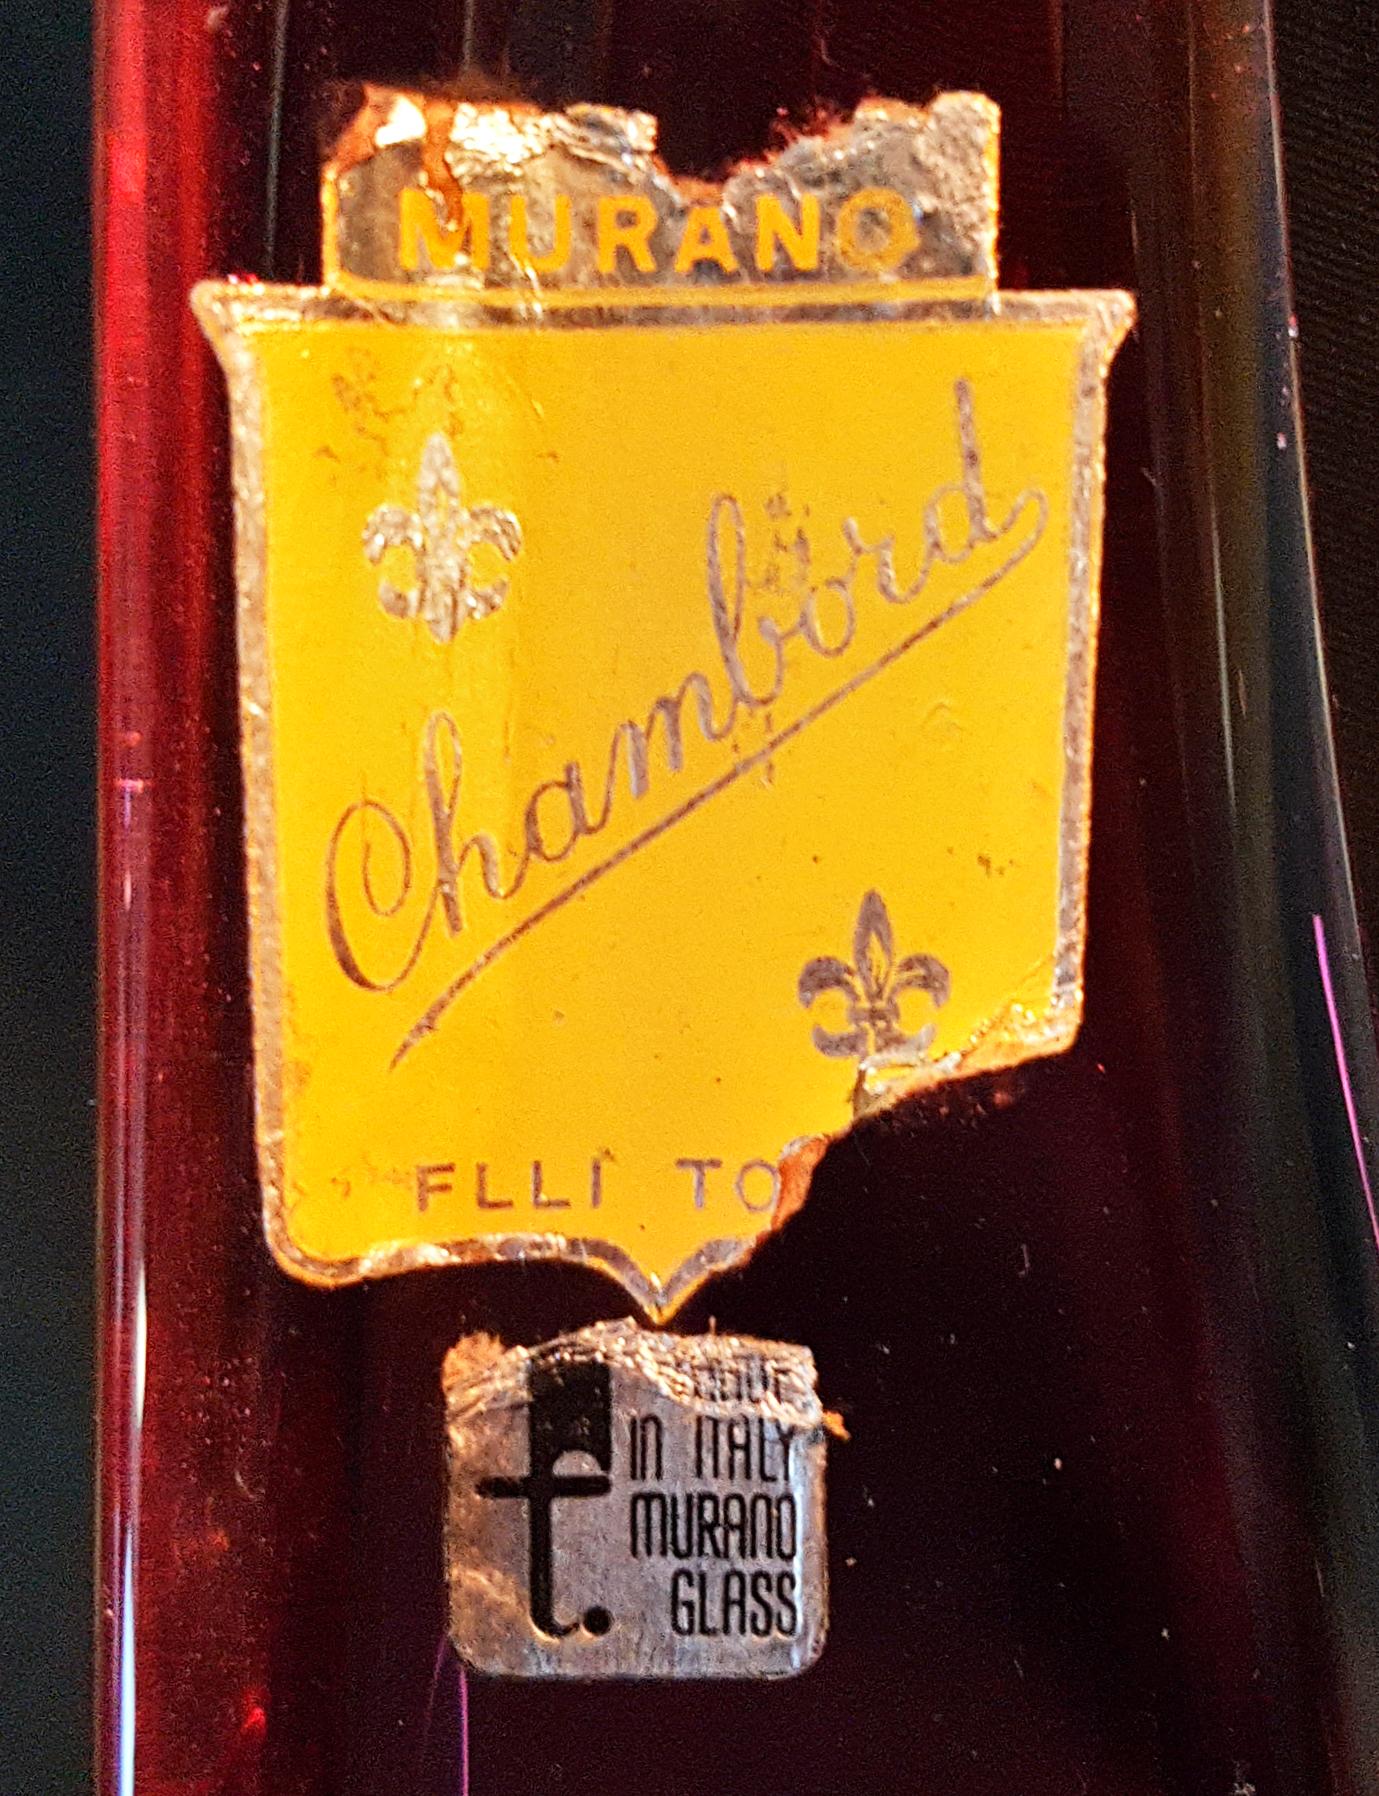 MURANO
Chambord
FLLI TO
t.
IN ITALY
MURANO
GLASS